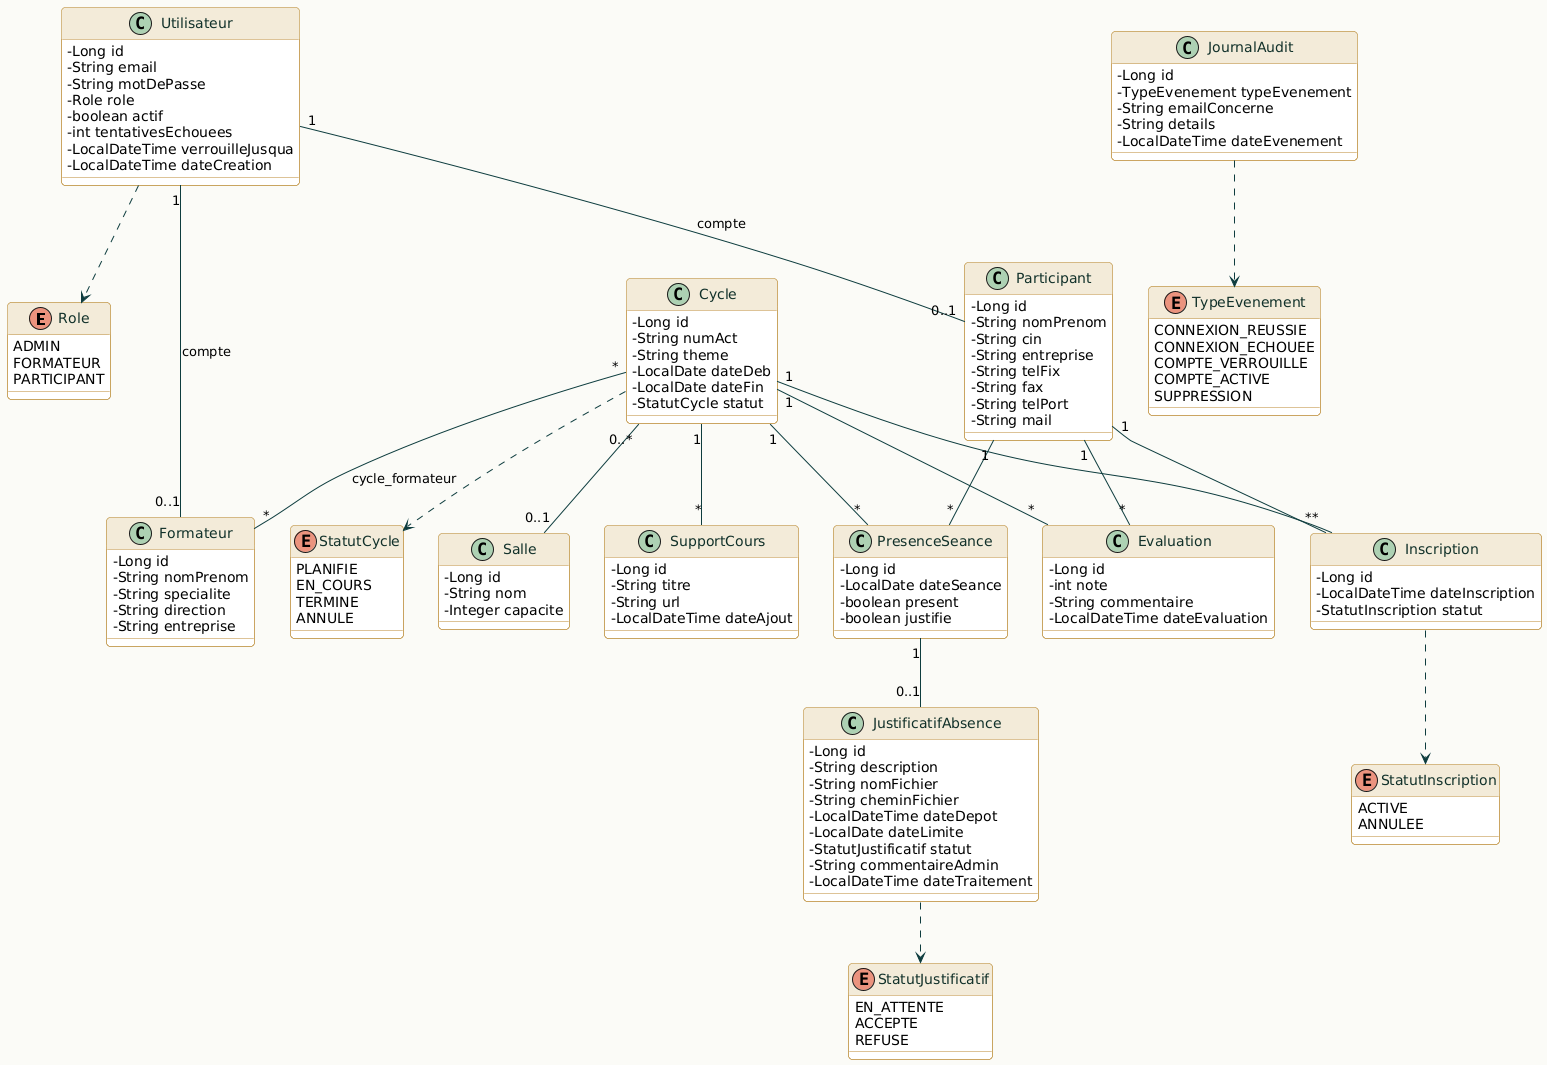 C Utilisateur
-Long id
-String email
-String motDePasse
-Role role
-boolean actif
-int tentativesEchouees
-LocalDateTime verrouilleJusqua
-LocalDateTime dateCreation
C JournalAudit
-Long id
-TypeEvenement typeEvenement
-String emailConcerne
-String details
-LocalDateTime dateEvenement
1
1
compte
E Role
ADMIN
FORMATEUR
PARTICIPANT
compte
0..1
C Cycle
-Long id
-String numAct
-String theme
-LocalDate dateDeb
-LocalDate dateFin
-StatutCycle statut
0..1
C Participant
-Long id
-String nomPrenom
-String cin
-String entreprise
-String telFix
-String fax
-String telPort
-String mail
E TypeEvenement
CONNEXION_REUSSIE
CONNEXION_ECHOUEE
COMPTE_VERROUILLE
COMPTE_ACTIVE
SUPPRESSION
*
1
1
0..*
1
1
1
1
1
cycle_formateur
*
0..1
*
*
*
*
*
**
C Formateur
-Long id
-String nomPrenom
-String specialite
-String direction
-String entreprise
E StatutCycle
PLANIFIE
EN_COURS
TERMINE
ANNULE
C Salle
-Long id
-String nom
-Integer capacite
C SupportCours
-Long id
-String titre
-String url
-LocalDateTime dateAjout
C PresenceSeance
-Long id
-LocalDate dateSeance
-boolean present
-boolean justifie
C Evaluation
-Long id
-int note
-String commentaire
-LocalDateTime dateEvaluation
C Inscription
-Long id
-LocalDateTime dateInscription
-StatutInscription statut
1
0..1
C JustificatifAbsence
-Long id
-String description
-String nomFichier
-String cheminFichier
-LocalDateTime dateDepot
-LocalDate dateLimite
-StatutJustificatif statut
-String commentaireAdmin
-LocalDateTime dateTraitement
E StatutInscription
ACTIVE
ANNULEE
E StatutJustificatif
EN_ATTENTE
ACCEPTE
REFUSE